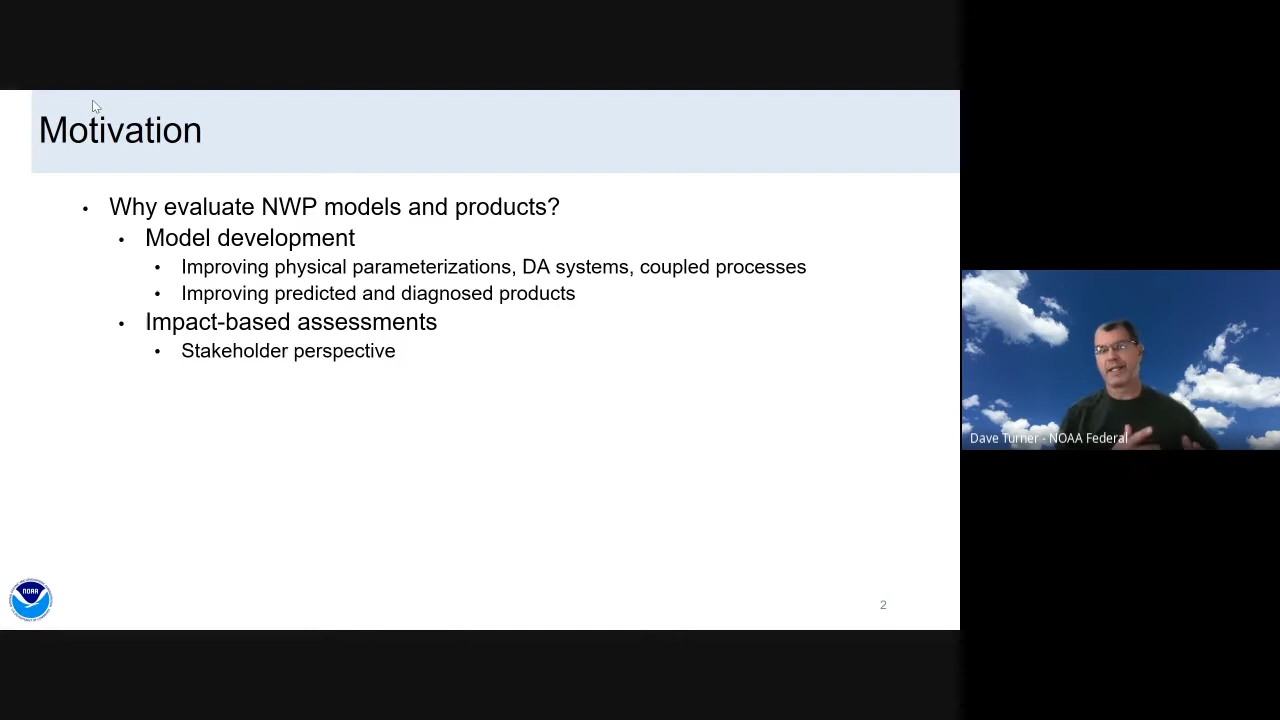 Motivation
• Why evaluate NWP models and products?
• Model development
• Improving physical parameterizations, DA systems, coupled processes
• Improving predicted and diagnosed products
• Impact-based assessments
• Stakeholder perspective
Dave Turner - NOAA Federal
NOAA
2